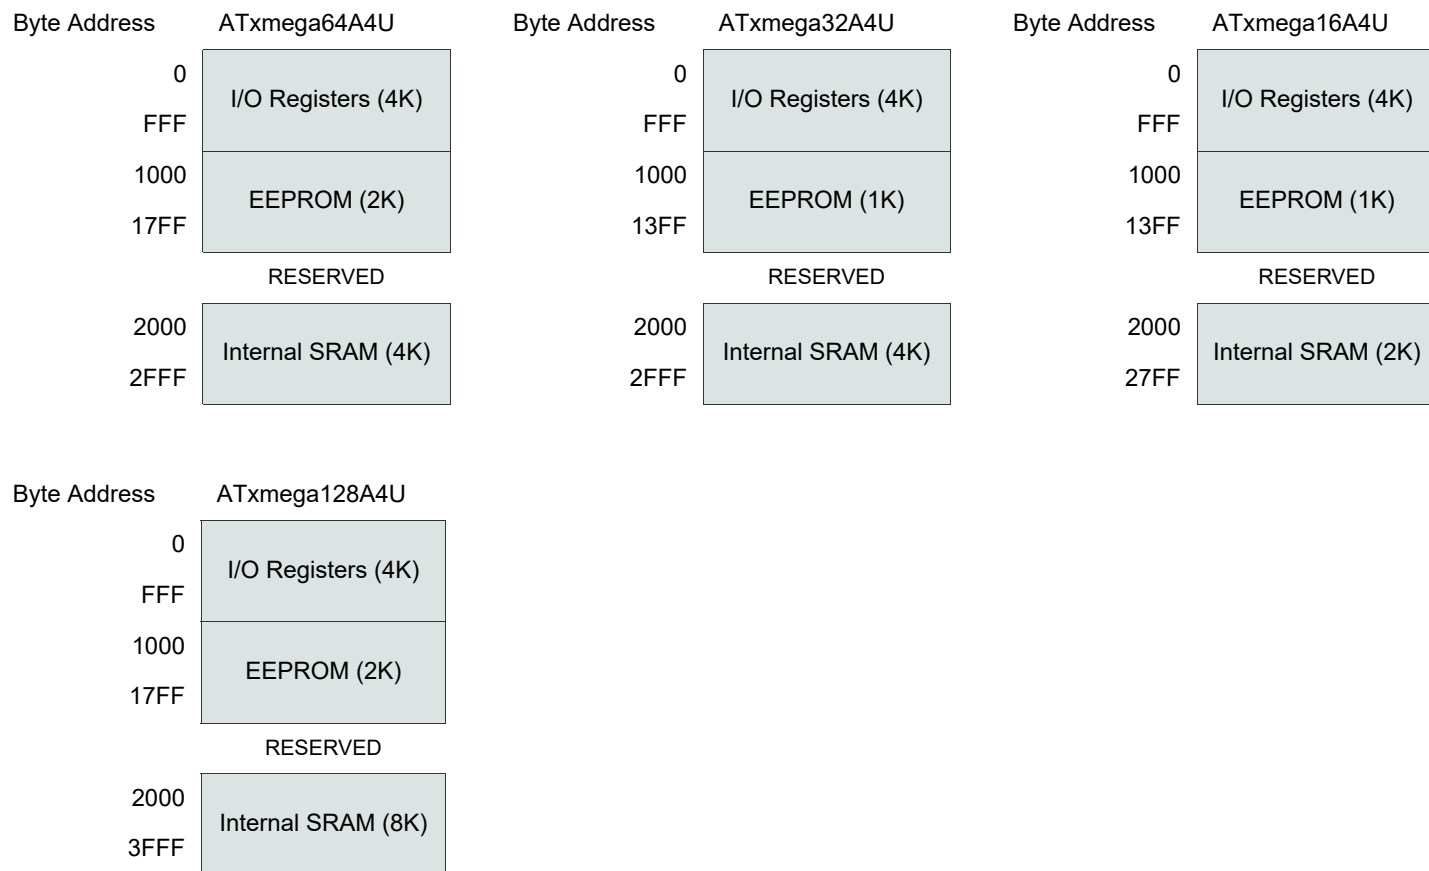 Byte Address ATxmega64A4U
0
I/O Registers (4K)
FFF
1000
EEPROM (2K)
17FF
RESERVED
2000
Internal SRAM (4K)
2FFF
Byte Address ATxmega32A4U
0
I/O Registers (4K)
FFF
1000
EEPROM (1K)
13FF
RESERVED
2000
Internal SRAM (4K)
2FFF
Byte Address ATxmega16A4U
0
I/O Registers (4K)
FFF
1000
EEPROM (1K)
13FF
RESERVED
2000
Internal SRAM (2K)
27FF
Byte Address ATxmega128A4U
0
I/O Registers (4K)
FFF
1000
EEPROM (2K)
17FF
RESERVED
2000
Internal SRAM (8K)
3FFF